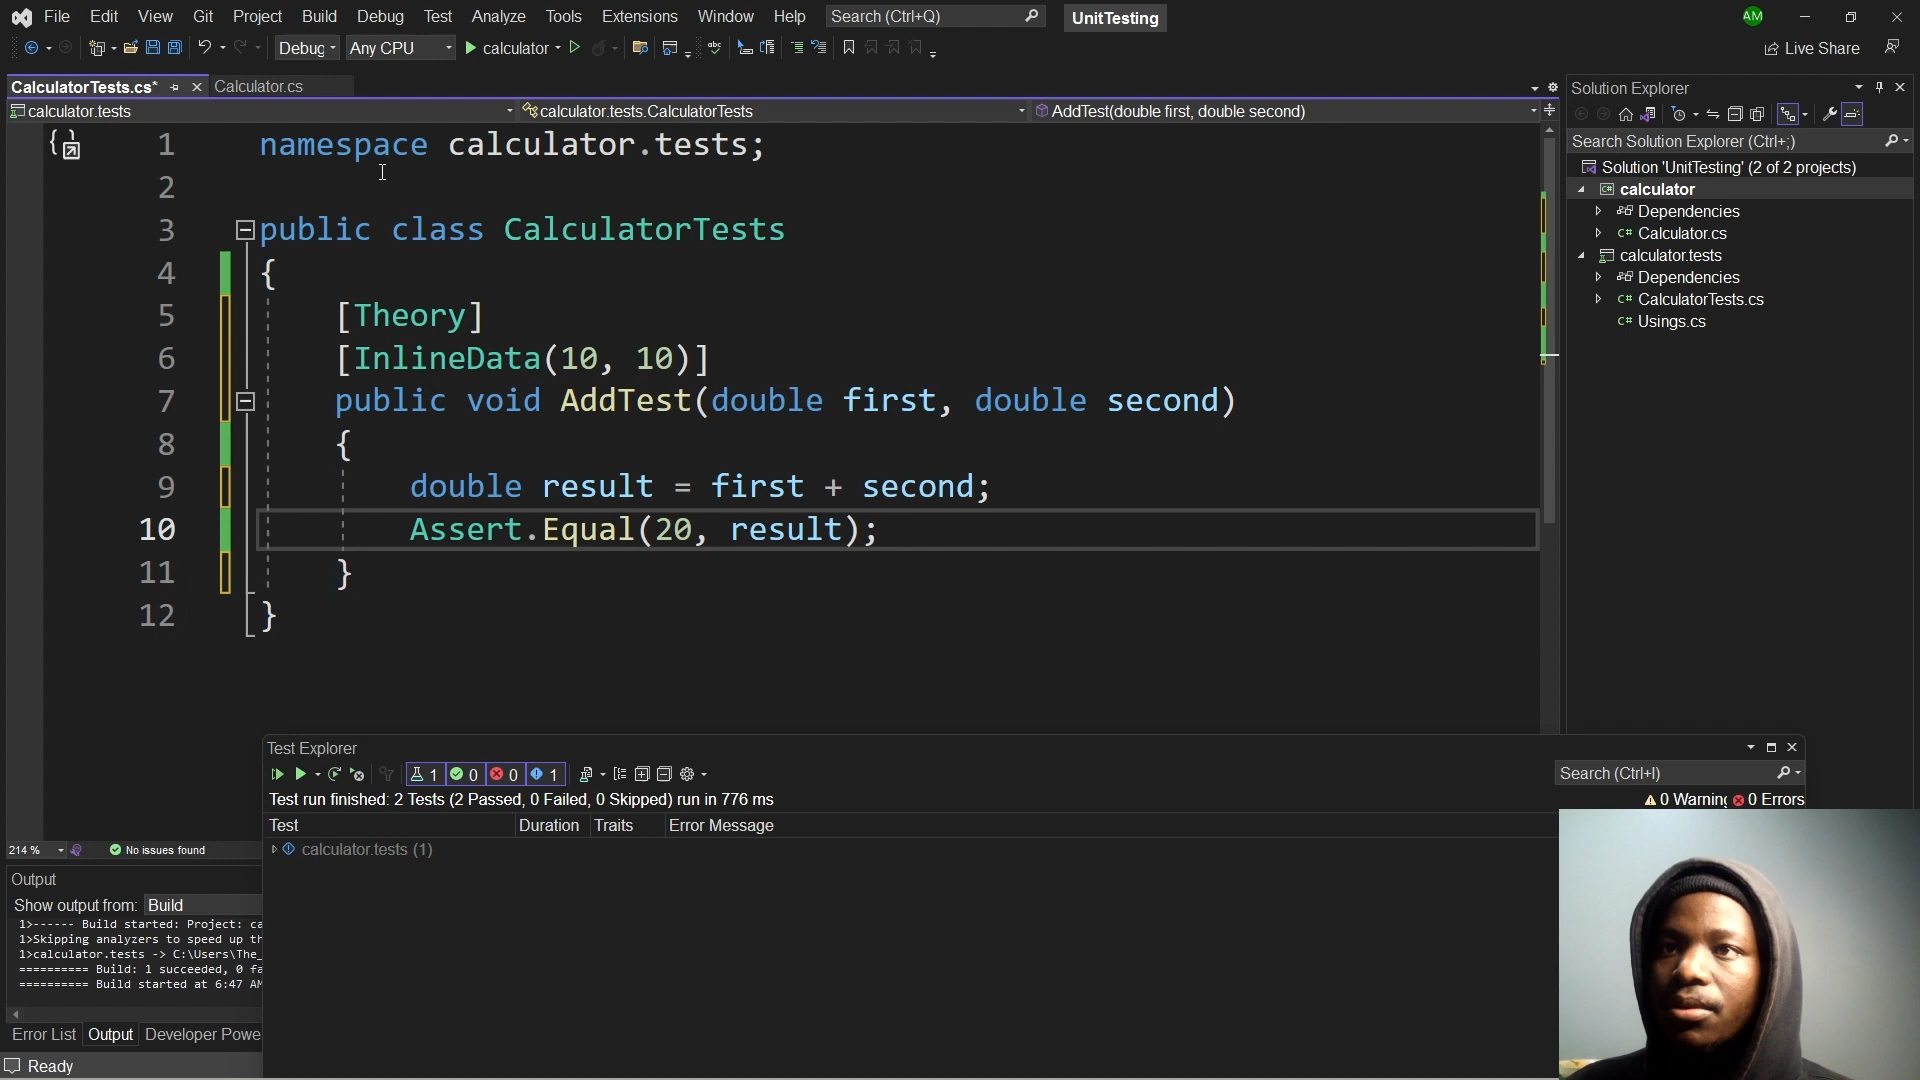 File Edit View Git Project Build Debug Test Analyze Tools Extensions Window Help Search (Ctrl+Q) UnitTesting AM
Debug Any CPU calculator Live Share
CalculatorTests.cs* Calculator.cs
calculator.tests calculator.tests.CalculatorTests AddTest(double first, double second)
1 namespace calculator.tests;
2
3 public class CalculatorTests
4 {
5 [Theory]
6 [InlineData(10, 10)]
7 public void AddTest(double first, double second)
8 {
9 double result = first + second;
10 Assert.Equal(20, result);
11 }
12 }
Solution Explorer
Search Solution Explorer (Ctrl+;)
Solution 'UnitTesting' (2 of 2 projects)
calculator
Dependencies
C# Calculator.cs
calculator.tests
Dependencies
C# CalculatorTests.cs
C# Usings.cs
214 % No issues found
Test Explorer
1 0 0 1 Search (Ctrl+I)
Test run finished: 2 Tests (2 Passed, 0 Failed, 0 Skipped) run in 776 ms 0 Warning 0 Errors
Test Duration Traits Error Message
calculator.tests (1)
Output
Show output from: Build
1>------ Build started: Project: ca
1>Skipping analyzers to speed up th
1>calculator.tests -> C:\Users\The_
========== Build: 1 succeeded, 0 fa
========== Build started at 6:47 AM
Error List Output Developer Powe
Ready